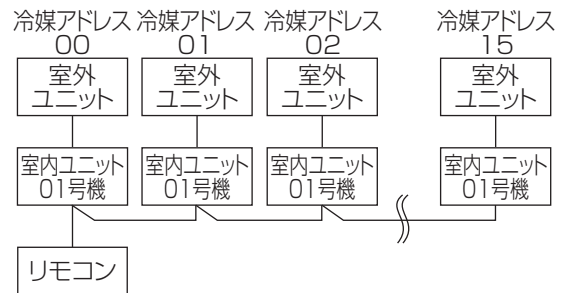 冷媒アドレス 冷媒アドレス 冷媒アドレス 冷媒アドレス
00 01 02 15
室外 室外 室外 室外
ユニット ユニット ユニット ユニット
室内ユニット 室内ユニット 室内ユニット 室内ユニット
01号機 01号機 01号機 01号機
リモコン